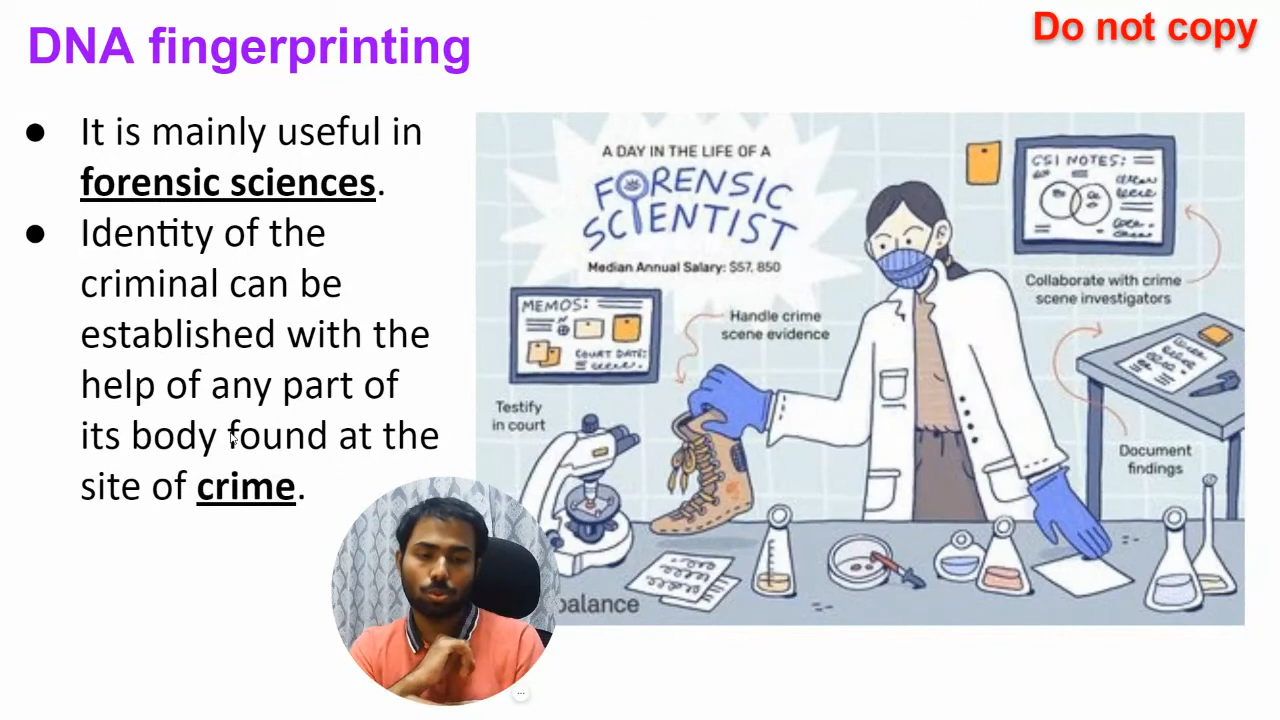 DNA fingerprinting
Do not copy
● It is mainly useful in
forensic sciences.
● Identity of the
criminal can be
established with the
help of any part of
its body found at the
site of crime.
A DAY IN THE LIFE OF A
FORENSIC
SCIENTIST
Median Annual Salary: $57, 850
CSI NOTES:
Collaborate with crime
scene investigators
MEMOS:
COURT DATE:
Handle crime
scene evidence
Testify
in court
Document
findings
balance